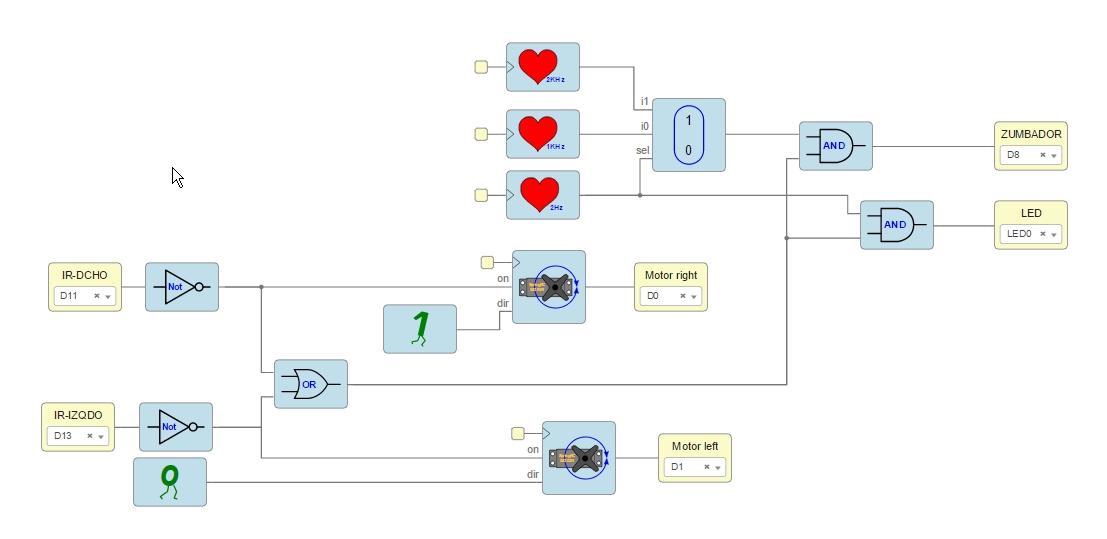 2KHz
i1
1
i0
1KHz
sel
0
AND
ZUMBADOR
D8
2Hz
AND
LED
LED0
IR-DCHO
D11
Not
on
dir
Motor right
D0
1
OR
IR-IZQDO
D13
Not
on
dir
Motor left
D1
0